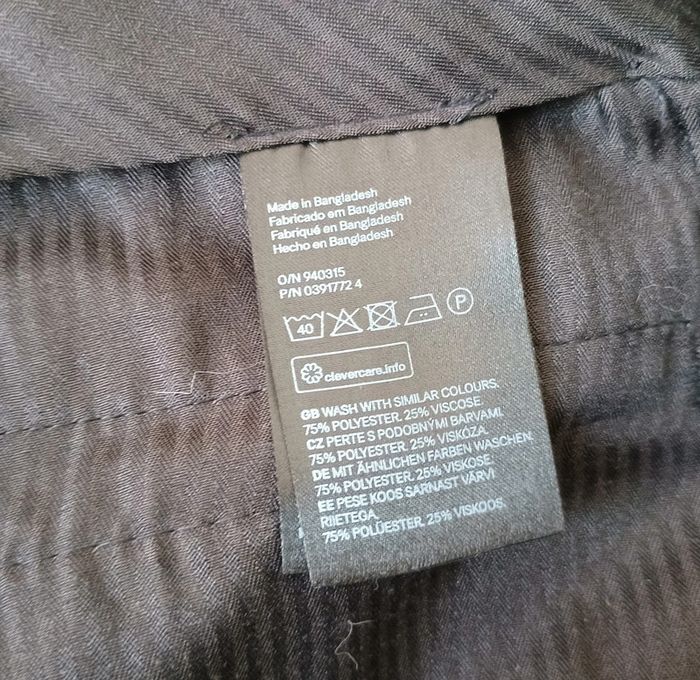 Made in Bangladesh
Fabricado em Bangladesh
Fabriqué en Bangladesh
Hecho en Bangladesh
O/N 940315
P/N 0391772 4
40 P
clevercare.info
GB WASH WITH SIMILAR COLOURS.
75% POLYESTER. 25% VISCOSE.
CZ PERTE S PODOBNÝMI BARVAMI.
75% POLYESTER. 25% VISKÓZA.
DE MIT ÄHNLICHEN FARBEN WASCHEN.
75% POLYESTER. 25% VISKOSE.
EE PESE KOOS SARNAST VÄRVI
RIIETEGA.
75% POLÜESTER. 25% VISKOOS.